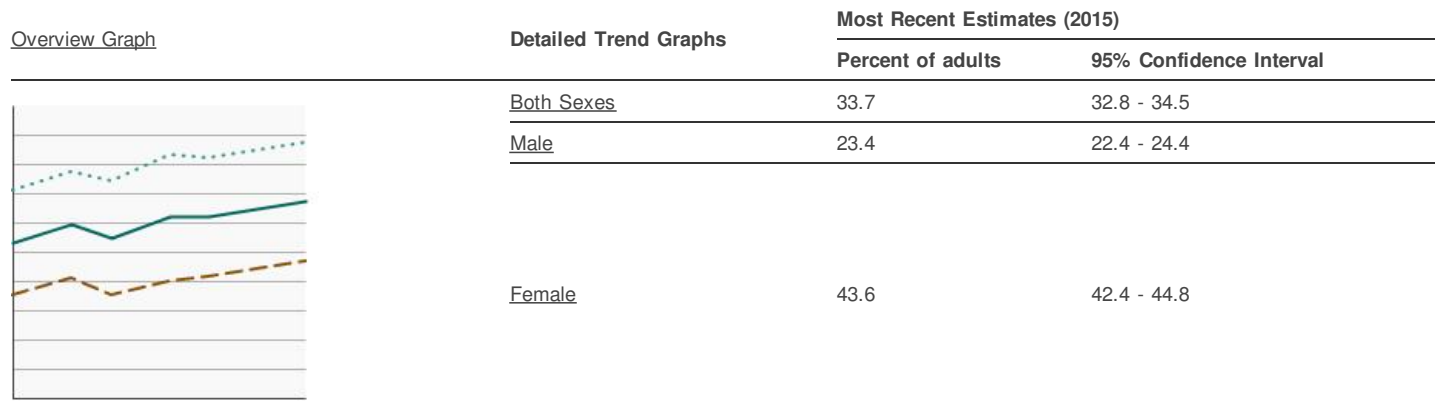 Most Recent Estimates (2015)
Overview Graph Detailed Trend Graphs
Percent of adults 95% Confidence Interval
Both Sexes 33.7 32.8 - 34.5
Male 23.4 22.4 - 24.4
Female 43.6 42.4 - 44.8